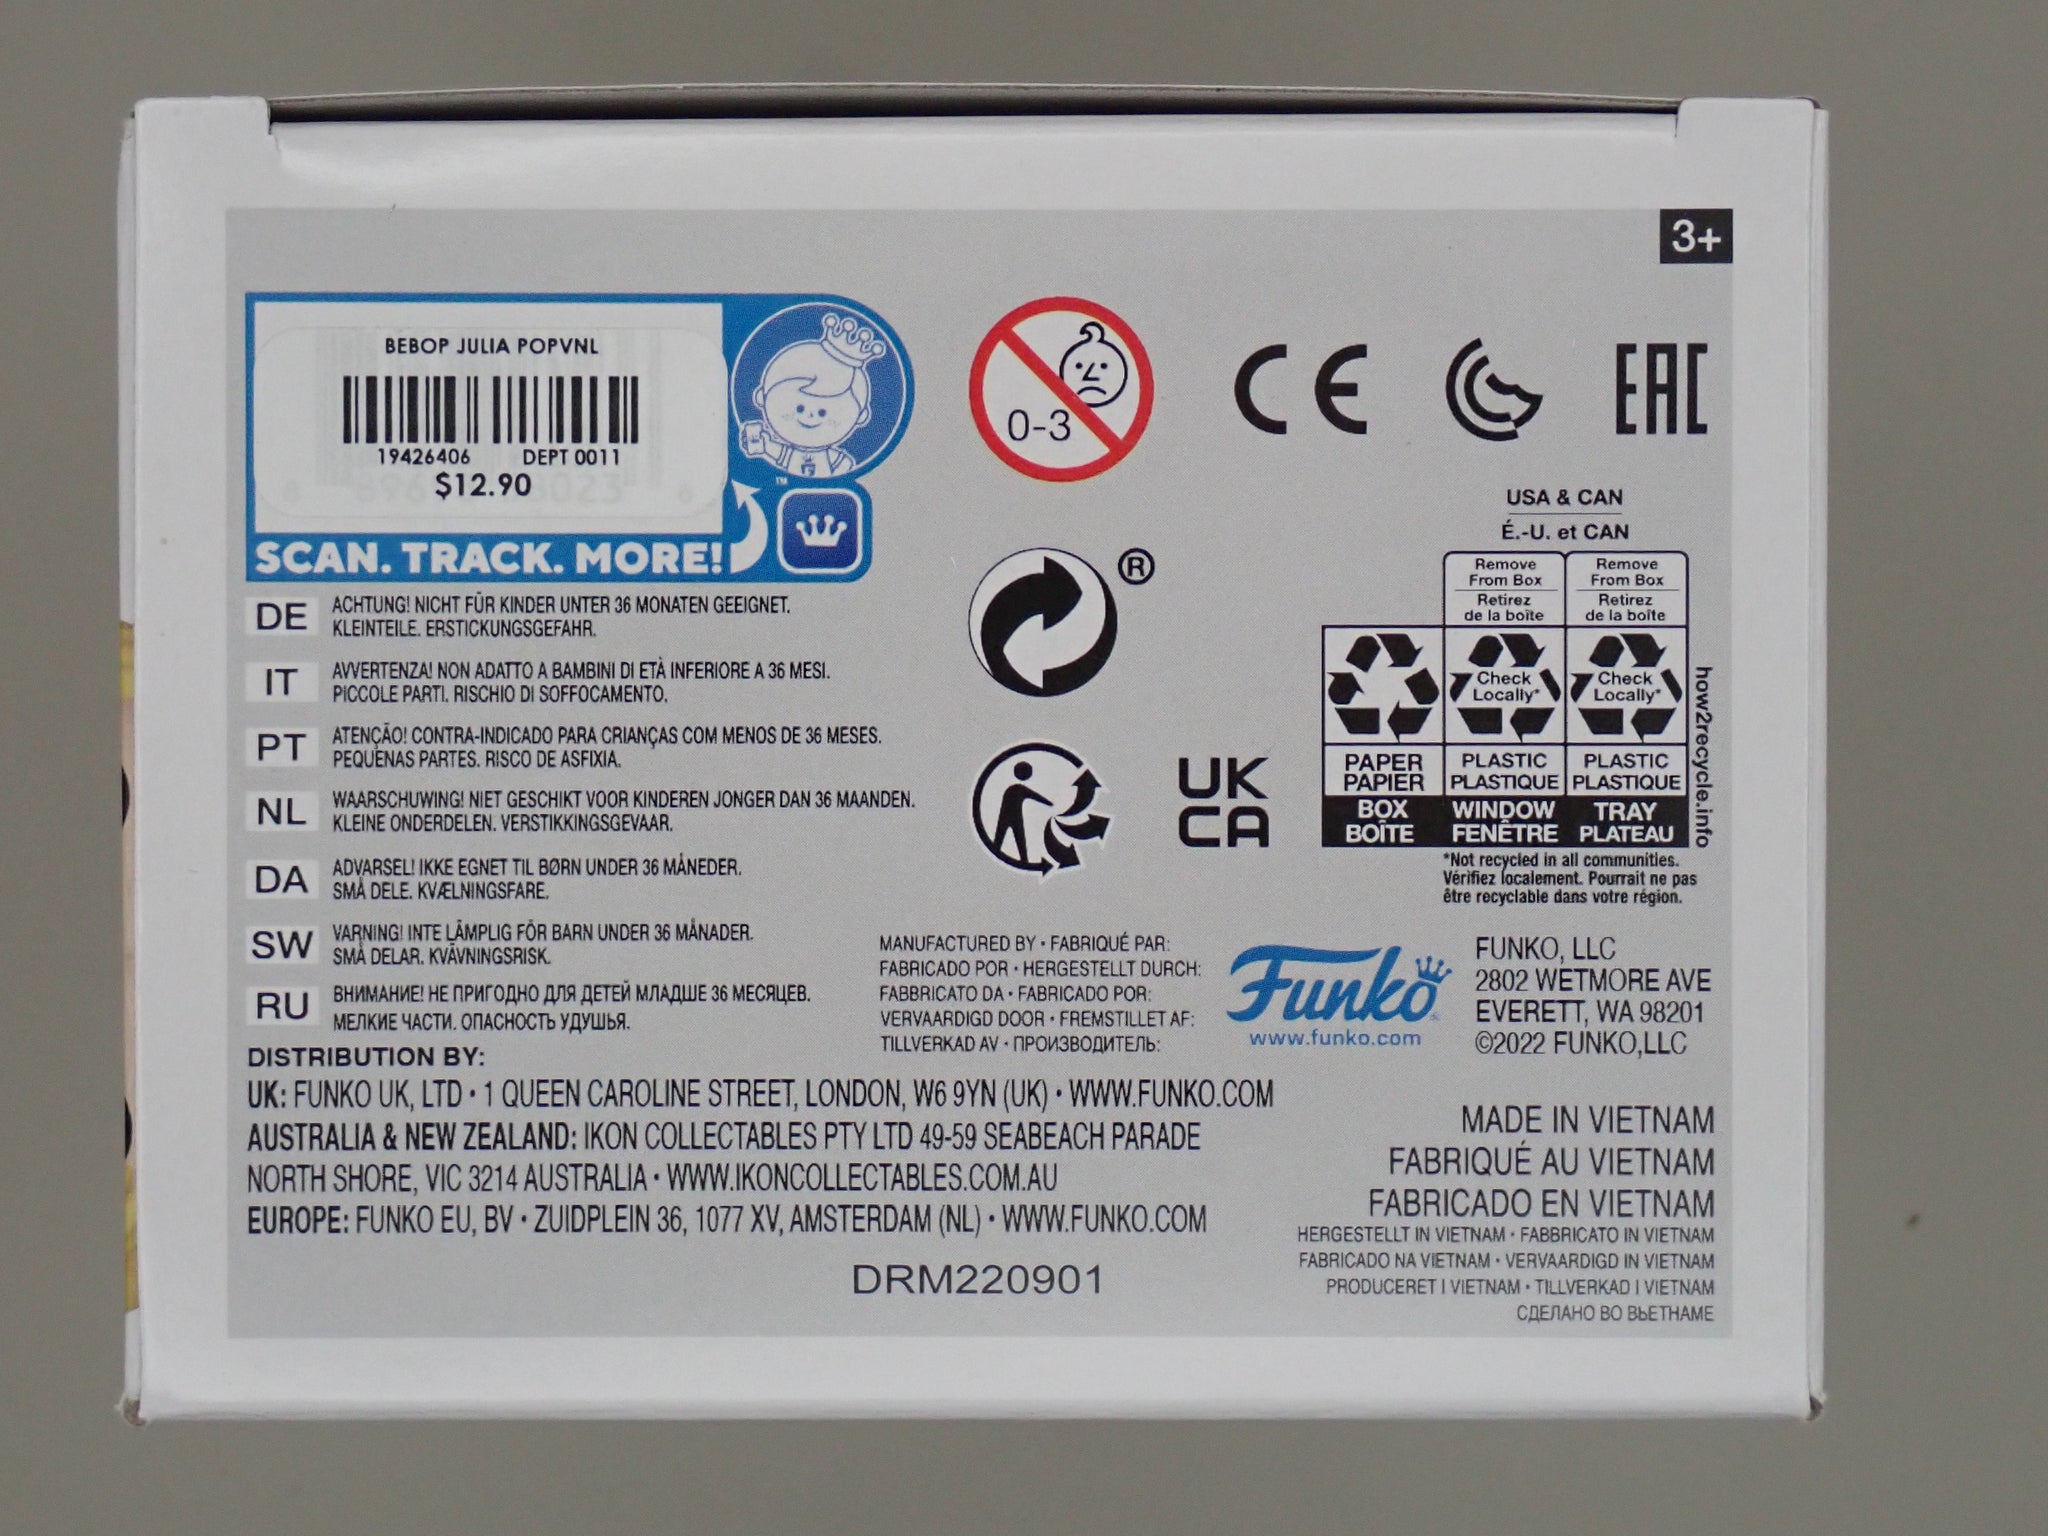 3+
BEBOP JULIA POPVNL
19426406 DEPT 0011
$12.90
SCAN. TRACK. MORE!
™
0-3
CE
EAC
USA & CAN
É.-U. et CAN
Remove From Box
Retirez de la boîte
Remove From Box
Retirez de la boîte
Check Locally*
Check Locally*
PAPER PAPIER
PLASTIC PLASTIQUE
PLASTIC PLASTIQUE
BOX BOÎTE
WINDOW FENÊTRE
TRAY PLATEAU
how2recycle.info
*Not recycled in all communities.
Vérifiez localement. Pourrait ne pas
être recyclable dans votre région.
®
UK
CA
DE ACHTUNG! NICHT FÜR KINDER UNTER 36 MONATEN GEEIGNET.
KLEINTEILE. ERSTICKUNGSGEFAHR.
IT AVVERTENZA! NON ADATTO A BAMBINI DI ETÀ INFERIORE A 36 MESI.
PICCOLE PARTI. RISCHIO DI SOFFOCAMENTO.
PT ATENÇÃO! CONTRA-INDICADO PARA CRIANÇAS COM MENOS DE 36 MESES.
PEQUENAS PARTES. RISCO DE ASFIXIA.
NL WAARSCHUWING! NIET GESCHIKT VOOR KINDEREN JONGER DAN 36 MAANDEN.
KLEINE ONDERDELEN. VERSTIKKINGSGEVAAR.
DA ADVARSEL! IKKE EGNET TIL BØRN UNDER 36 MÅNEDER.
SMÅ DELE. KVÆLNINGSFARE.
SW VARNING! INTE LÄMPLIG FÖR BARN UNDER 36 MÅNADER.
SMÅ DELAR. KVÄVNINGSRISK.
RU ВНИМАНИЕ! НЕ ПРИГОДНО ДЛЯ ДЕТЕЙ МЛАДШЕ 36 МЕСЯЦЕВ.
МЕЛКИЕ ЧАСТИ. ОПАСНОСТЬ УДУШЬЯ.
MANUFACTURED BY • FABRIQUÉ PAR:
FABRICADO POR • HERGESTELLT DURCH:
FABBRICATO DA • FABRICADO POR:
VERVAARDIGD DOOR • FREMSTILLET AF:
TILLVERKAD AV • ПРОИЗВОДИТЕЛЬ:
Funko
www.funko.com
FUNKO, LLC
2802 WETMORE AVE
EVERETT, WA 98201
©2022 FUNKO,LLC
DISTRIBUTION BY:
UK: FUNKO UK, LTD • 1 QUEEN CAROLINE STREET, LONDON, W6 9YN (UK) • WWW.FUNKO.COM
AUSTRALIA & NEW ZEALAND: IKON COLLECTABLES PTY LTD 49-59 SEABEACH PARADE
NORTH SHORE, VIC 3214 AUSTRALIA • WWW.IKONCOLLECTABLES.COM.AU
EUROPE: FUNKO EU, BV • ZUIDPLEIN 36, 1077 XV, AMSTERDAM (NL) • WWW.FUNKO.COM
DRM220901
MADE IN VIETNAM
FABRIQUÉ AU VIETNAM
FABRICADO EN VIETNAM
HERGESTELLT IN VIETNAM • FABBRICATO IN VIETNAM
FABRICADO NA VIETNAM • VERVAARDIGD IN VIETNAM
PRODUCERET I VIETNAM • TILLVERKAD I VIETNAM
СДЕЛАНО ВО ВЬЕТНАМЕ